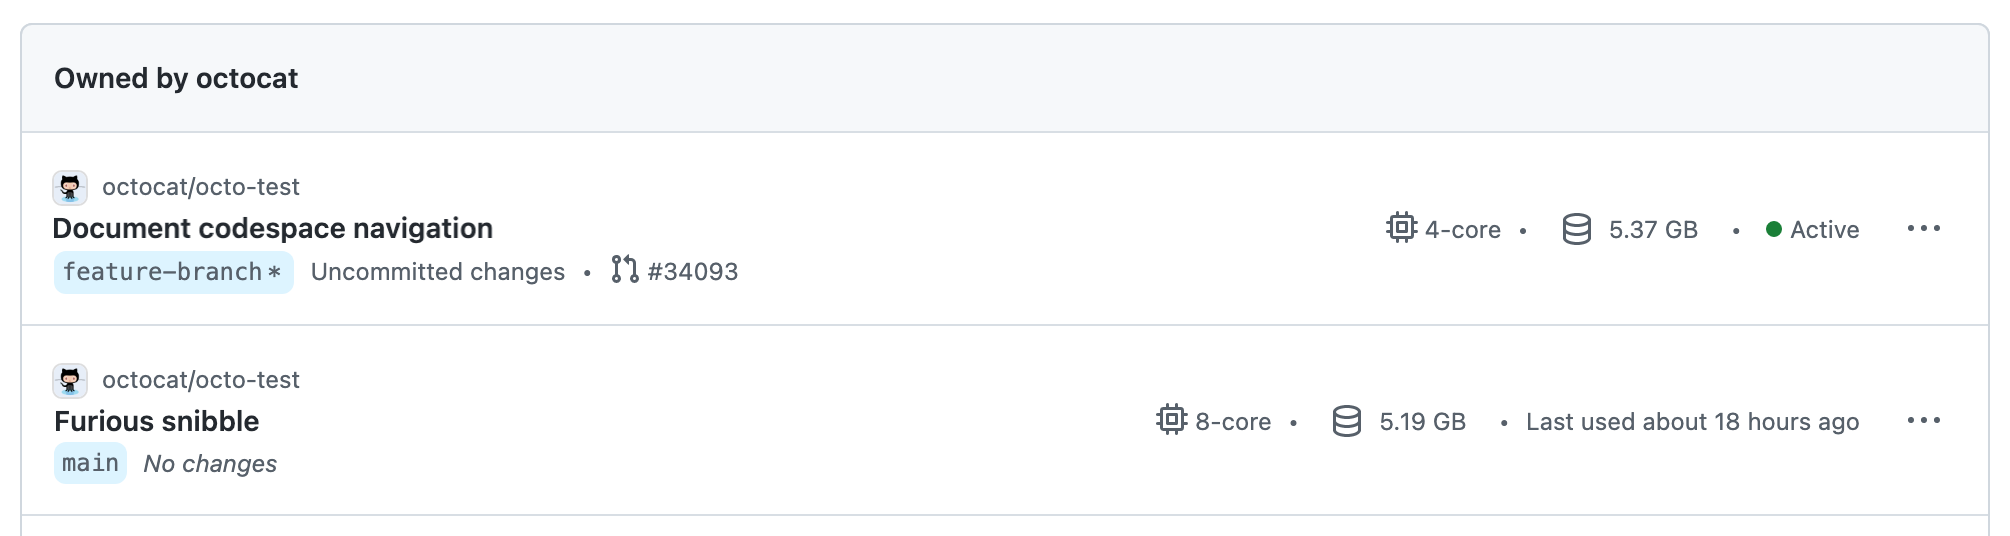 Owned by octocat
octocat/octo-test
Document codespace navigation
4-core • 5.37 GB • Active
feature-branch* Uncommitted changes • #34093
octocat/octo-test
Furious snibble
8-core • 5.19 GB • Last used about 18 hours ago
main No changes